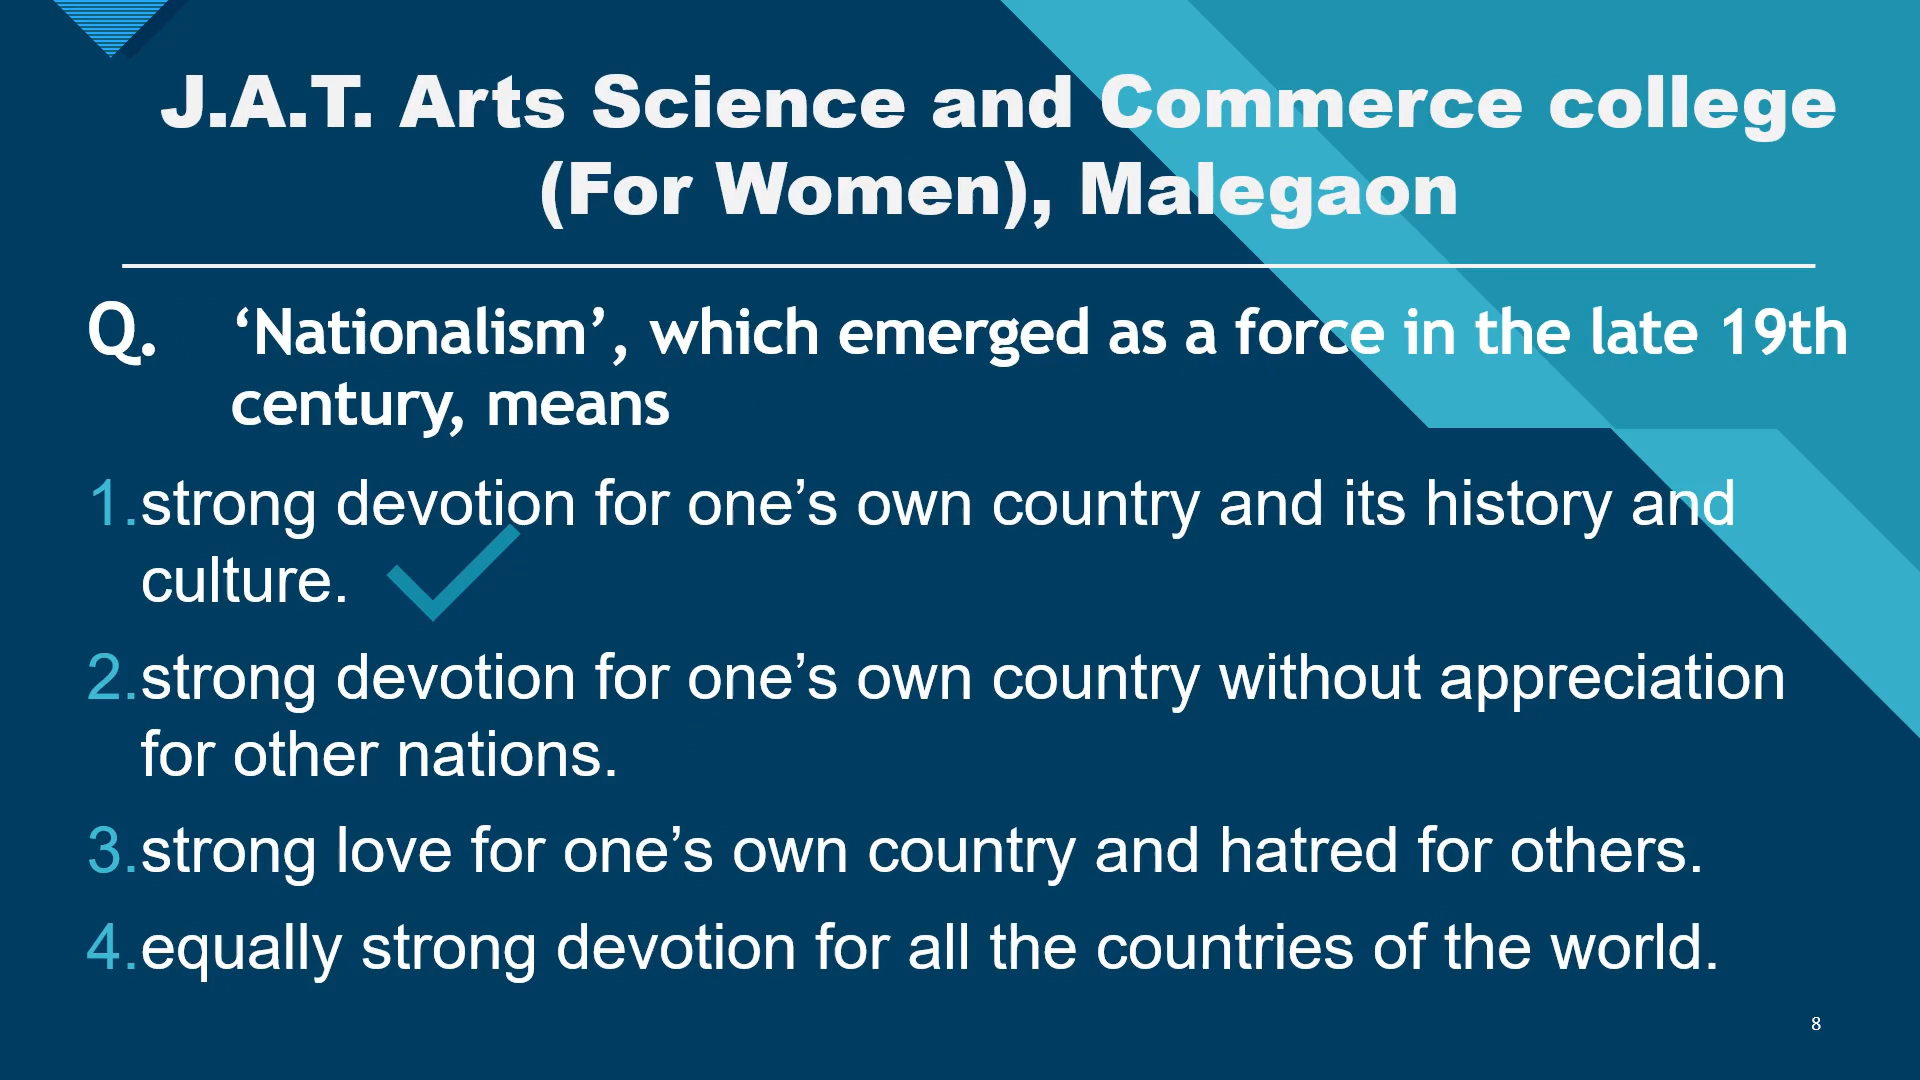 J.A.T. Arts Science and Commerce college
(For Women), Malegaon
Q. ‘Nationalism’, which emerged as a force in the late 19th
century, means
1.strong devotion for one’s own country and its history and
culture.
2.strong devotion for one’s own country without appreciation
for other nations.
3.strong love for one’s own country and hatred for others.
4.equally strong devotion for all the countries of the world.
8